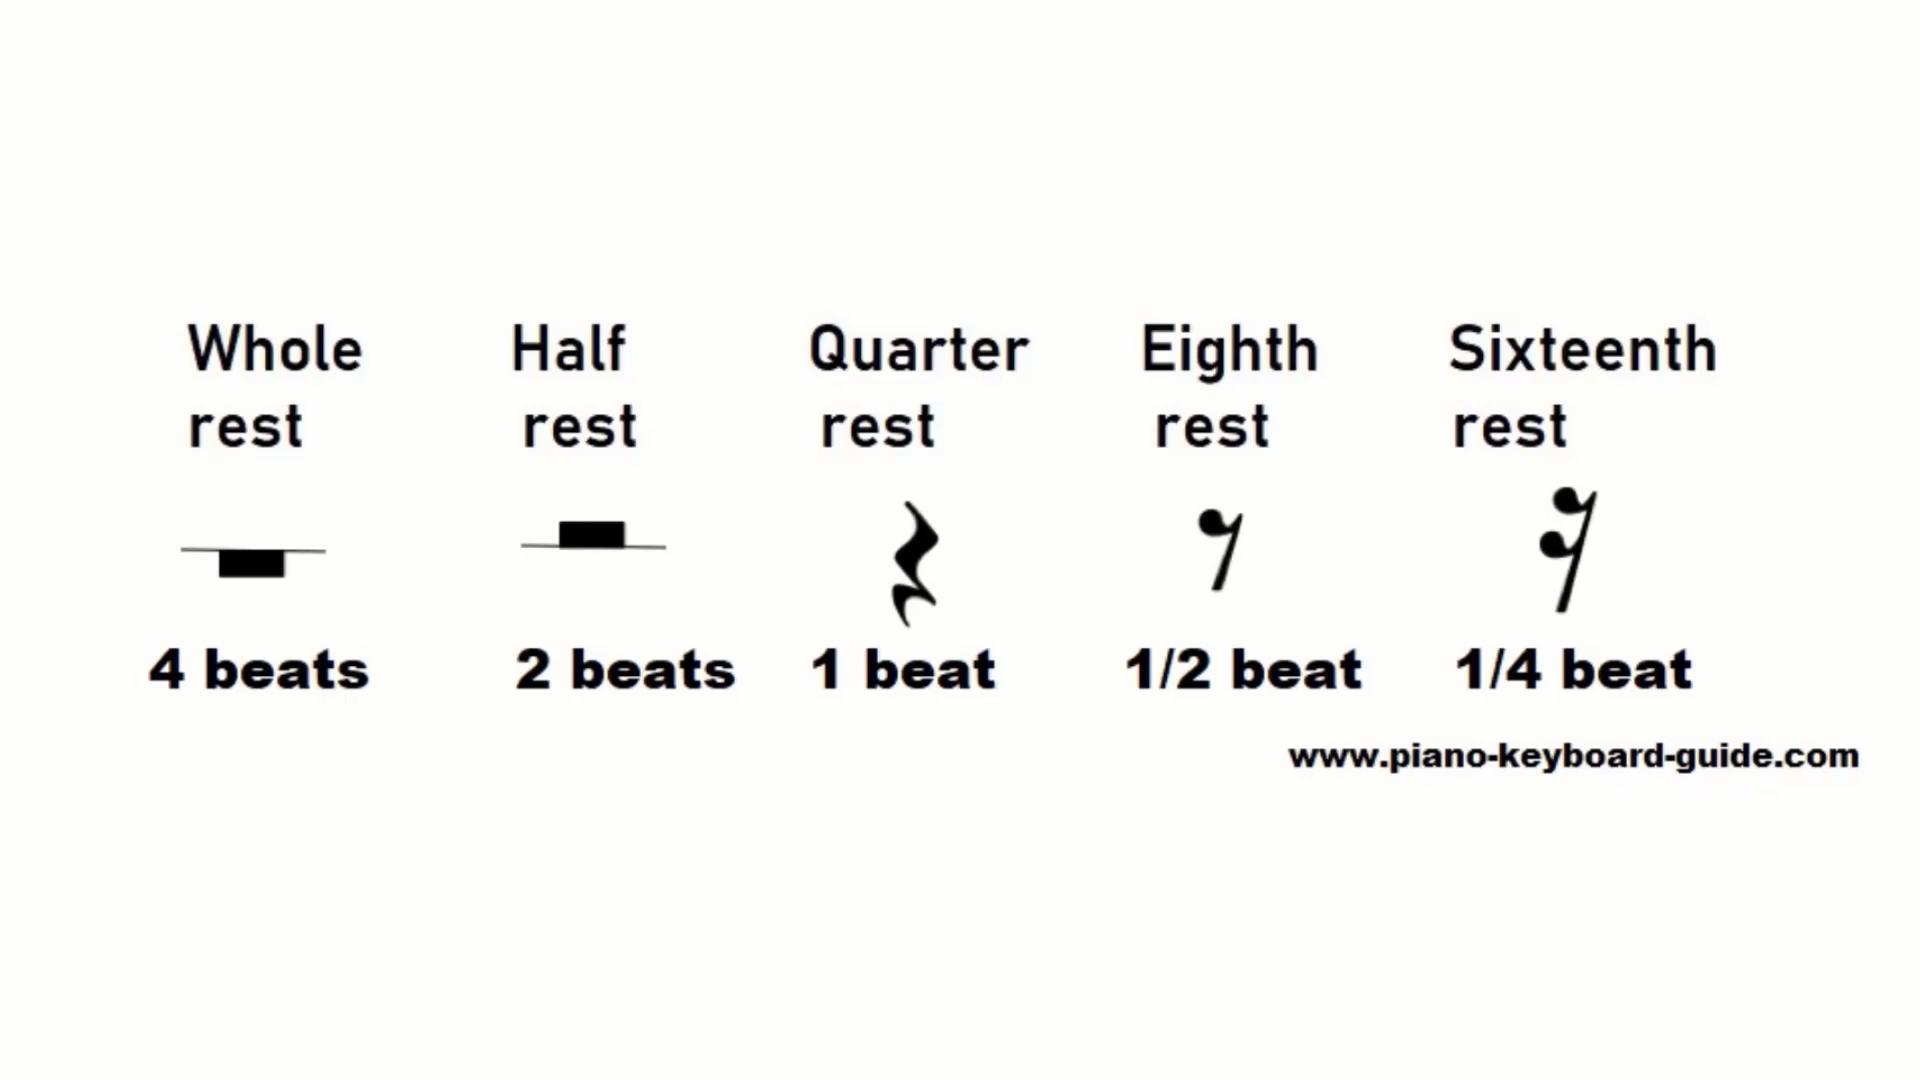 Whole
rest
Half
rest
Quarter
rest
Eighth
rest
Sixteenth
rest
4 beats
2 beats
1 beat
1/2 beat
1/4 beat
www.piano-keyboard-guide.com